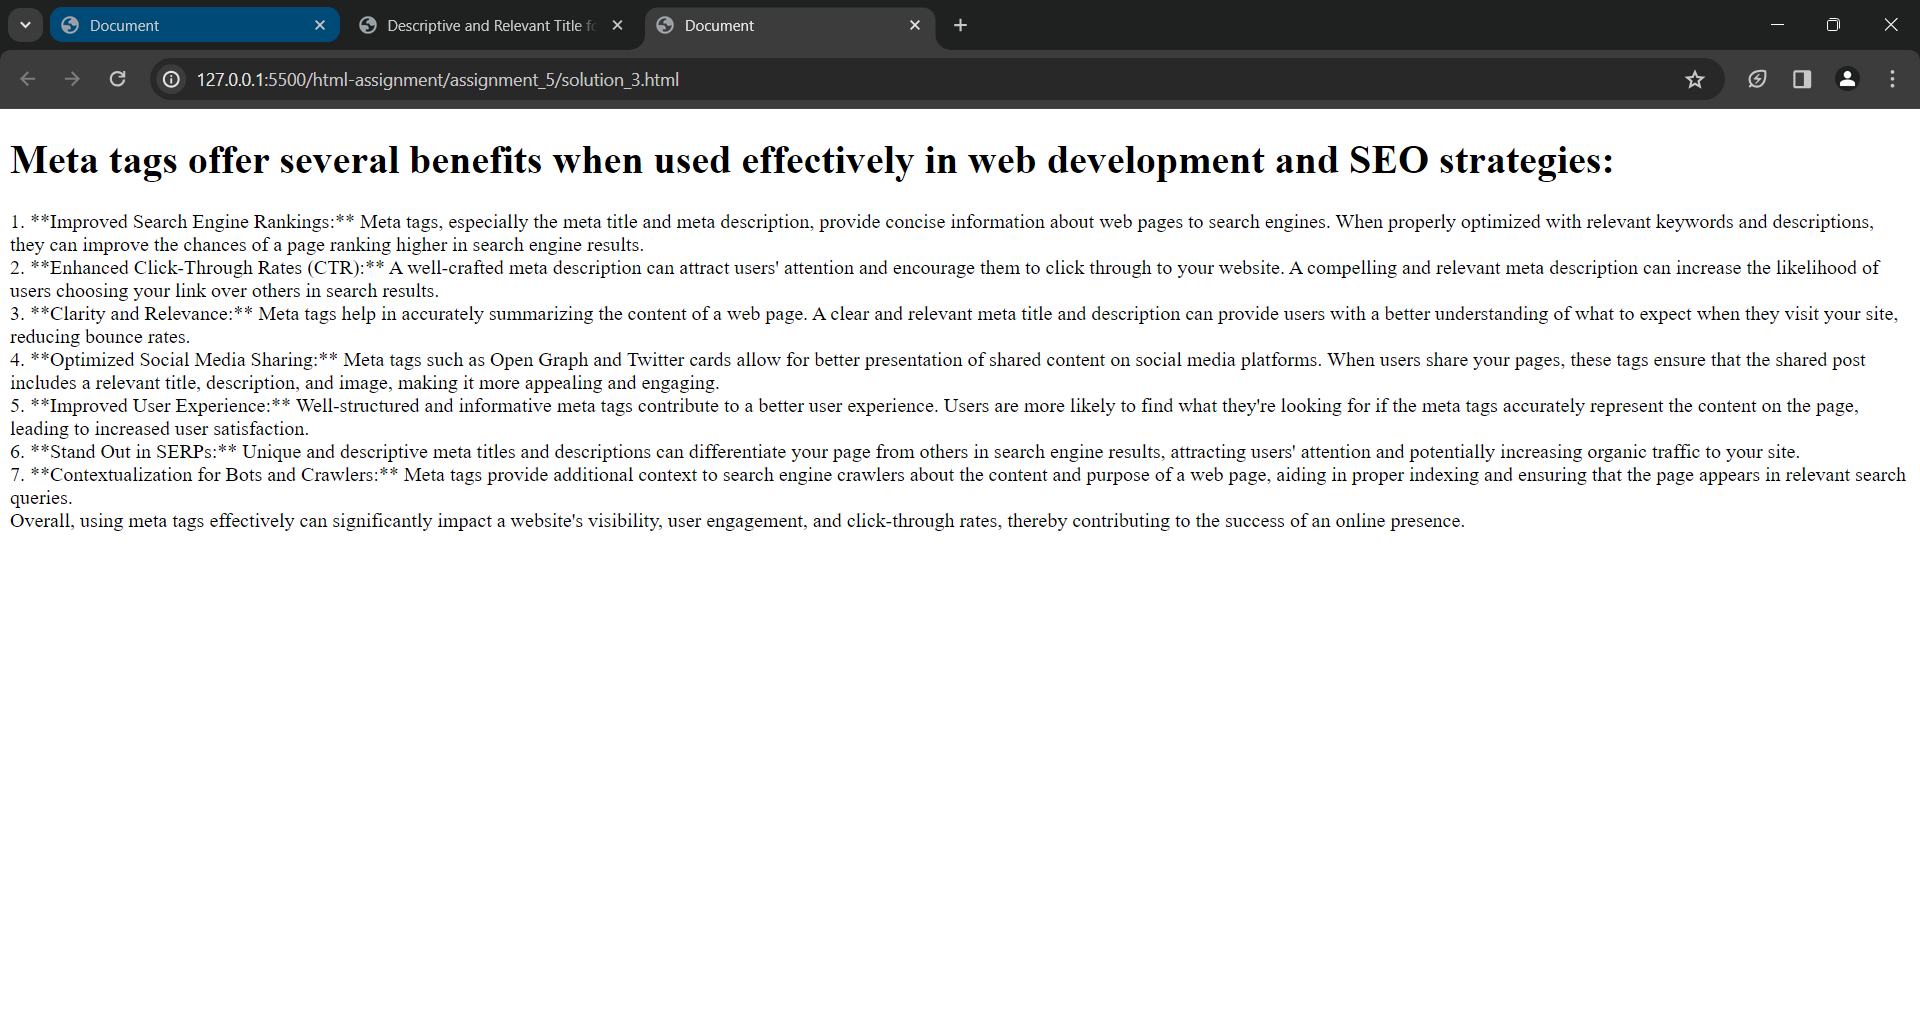 Document
Descriptive and Relevant Title fo
Document
127.0.0.1:5500/html-assignment/assignment_5/solution_3.html
Meta tags offer several benefits when used effectively in web development and SEO strategies:
1. **Improved Search Engine Rankings:** Meta tags, especially the meta title and meta description, provide concise information about web pages to search engines. When properly optimized with relevant keywords and descriptions,
they can improve the chances of a page ranking higher in search engine results.
2. **Enhanced Click-Through Rates (CTR):** A well-crafted meta description can attract users' attention and encourage them to click through to your website. A compelling and relevant meta description can increase the likelihood of
users choosing your link over others in search results.
3. **Clarity and Relevance:** Meta tags help in accurately summarizing the content of a web page. A clear and relevant meta title and description can provide users with a better understanding of what to expect when they visit your site,
reducing bounce rates.
4. **Optimized Social Media Sharing:** Meta tags such as Open Graph and Twitter cards allow for better presentation of shared content on social media platforms. When users share your pages, these tags ensure that the shared post
includes a relevant title, description, and image, making it more appealing and engaging.
5. **Improved User Experience:** Well-structured and informative meta tags contribute to a better user experience. Users are more likely to find what they're looking for if the meta tags accurately represent the content on the page,
leading to increased user satisfaction.
6. **Stand Out in SERPs:** Unique and descriptive meta titles and descriptions can differentiate your page from others in search engine results, attracting users' attention and potentially increasing organic traffic to your site.
7. **Contextualization for Bots and Crawlers:** Meta tags provide additional context to search engine crawlers about the content and purpose of a web page, aiding in proper indexing and ensuring that the page appears in relevant search
queries.
Overall, using meta tags effectively can significantly impact a website's visibility, user engagement, and click-through rates, thereby contributing to the success of an online presence.